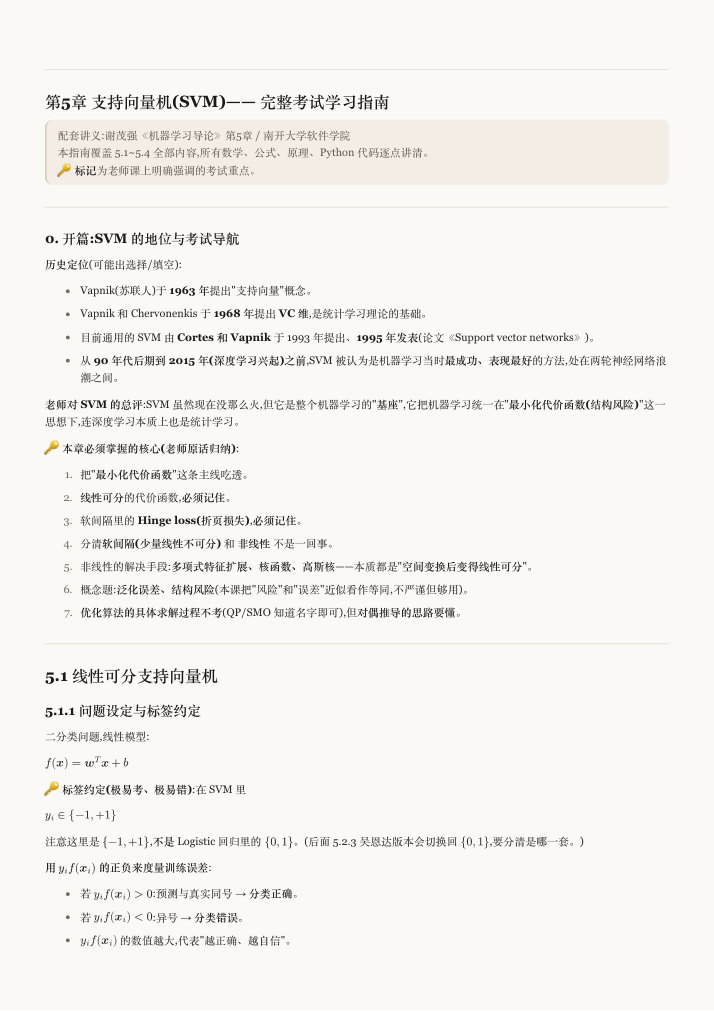 第5章 支持向量机(SVM)—— 完整考试学习指南
配套讲义:谢茂强《机器学习导论》第5章 / 南开大学软件学院
本指南覆盖 5.1~5.4 全部内容,所有数学、公式、原理、Python 代码逐点讲清。
🔑 标记为老师课上明确强调的考试重点。
0. 开篇:SVM 的地位与考试导航
历史定位(可能出选择/填空):
• Vapnik(苏联人)于 1963 年提出"支持向量"概念。
• Vapnik 和 Chervonenkis 于 1968 年提出 VC 维,是统计学习理论的基础。
• 目前通用的 SVM 由 Cortes 和 Vapnik 于 1993 年提出、1995 年发表(论文《Support vector networks》)。
• 从 90 年代后期到 2015 年(深度学习兴起)之前,SVM 被认为是机器学习当时最成功、表现最好的方法,处在两轮神经网络浪
潮之间。
老师对 SVM 的总评:SVM 虽然现在没那么火,但它是整个机器学习的"基座",它把机器学习统一在"最小化代价函数(结构风险)"这一
思想下,连深度学习本质上也是统计学习。
🔑 本章必须掌握的核心(老师原话归纳):
1. 把"最小化代价函数"这条主线吃透。
2. 线性可分的代价函数,必须记住。
3. 软间隔里的 Hinge loss(折页损失),必须记住。
4. 分清软间隔(少量线性不可分) 和 非线性 不是一回事。
5. 非线性的解决手段:多项式特征扩展、核函数、高斯核——本质都是"空间变换后变得线性可分"。
6. 概念题:泛化误差、结构风险(本课把"风险"和"误差"近似看作等同,不严谨但够用)。
7. 优化算法的具体求解过程不考(QP/SMO 知道名字即可),但对偶推导的思路要懂。
5.1 线性可分支持向量机
5.1.1 问题设定与标签约定
二分类问题,线性模型:
f(x) = wᵀx + b
🔑 标签约定(极易考、极易错):在 SVM 里
yᵢ ∈ {−1, +1}
注意这里是 {−1, +1},不是 Logistic 回归里的 {0, 1}。(后面 5.2.3 吴恩达版本会切换回 {0, 1},要分清是哪一套。)
用 yᵢf(xᵢ) 的正负来度量训练误差:
• 若 yᵢf(xᵢ) > 0:预测与真实同号 → 分类正确。
• 若 yᵢf(xᵢ) < 0:异号 → 分类错误。
• yᵢf(xᵢ) 的数值越大,代表"越正确、越自信"。